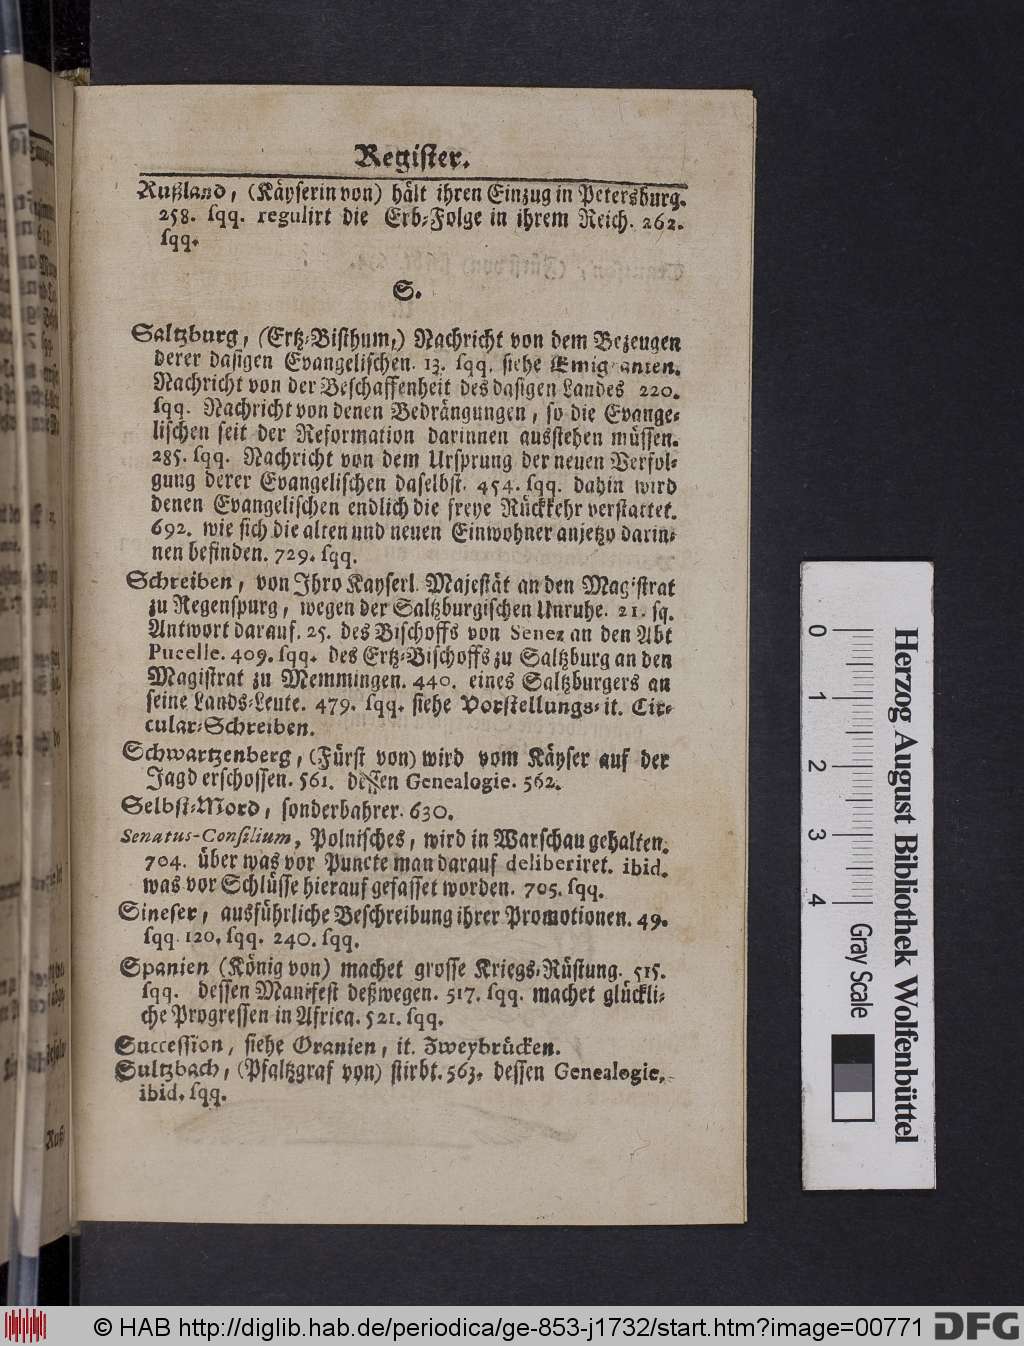 Register.
Rußland, (Käyserin von) hält ihren Einzug in Petersburg.
258. sqq. regulirt die Erb-Folge in ihrem Reich. 262.
sqq.
S.
Saltzburg, (Ertz-Bisthum,) Nachricht von dem Bezeugen
derer dasigen Evangelischen. 13. sqq. siehe Emigranten.
Nachricht von der Beschaffenheit des dasigen Landes 220.
sqq. Nachricht von denen Bedrängungen, so die Evange-
lischen seit der Reformation darinnen ausstehen müssen.
285. sqq. Nachricht von dem Ursprung der neuen Verfol-
gung derer Evangelischen daselbst. 454. sqq. dahin wird
denen Evangelischen endlich die freye Rückkehr verstattet.
692. wie sich die alten und neuen Einwohner anjetzo darin-
nen befinden. 729. sqq.
Schreiben, von Ihro Kayserl. Majestät an den Magistrat
zu Regenspurg, wegen der Saltzburgischen Unruhe. 21. sq.
Antwort darauf. 25. des Bischoffs von Senez an den Abt
Pucelle. 409. sqq. des Ertz-Bischoffs zu Saltzburg an den
Magistrat zu Memmingen. 440. eines Saltzburgers an
seine Lands-Leute. 479. sqq. siehe Vorstellungs- it. Cir-
cular-Schreiben.
Schwartzenberg, (Fürst von) wird vom Käyser auf der
Jagd erschossen. 561. dessen Genealogie. 562.
Selbst-Mord, sonderbahrer. 630.
Senatus-Consilium, Polnisches, wird in Warschau gehalten.
704. über was vor Puncte man darauf deliberiret. ibid.
was vor Schlüsse hierauf gefasset worden. 705. sqq.
Sineser, ausführliche Beschreibung ihrer Promotionen. 49.
sqq. 120. sqq. 240. sqq.
Spanien (König von) machet grosse Kriegs-Rüstung. 515.
sqq. dessen Manifest deßwegen. 517. sqq. machet glückli-
che Progressen in Africa. 521. sqq.
Succession, siehe Oranien, it. Zweybrücken.
Sultzbach, (Pfaltzgraf von) stirbt. 563. dessen Genealogie.
ibid. sqq.
0 1 2 3 4
Gray Scale
Herzog August Bibliothek Wolfenbüttel
© HAB http://diglib.hab.de/periodica/ge-853-j1732/start.htm?image=00771
DFG